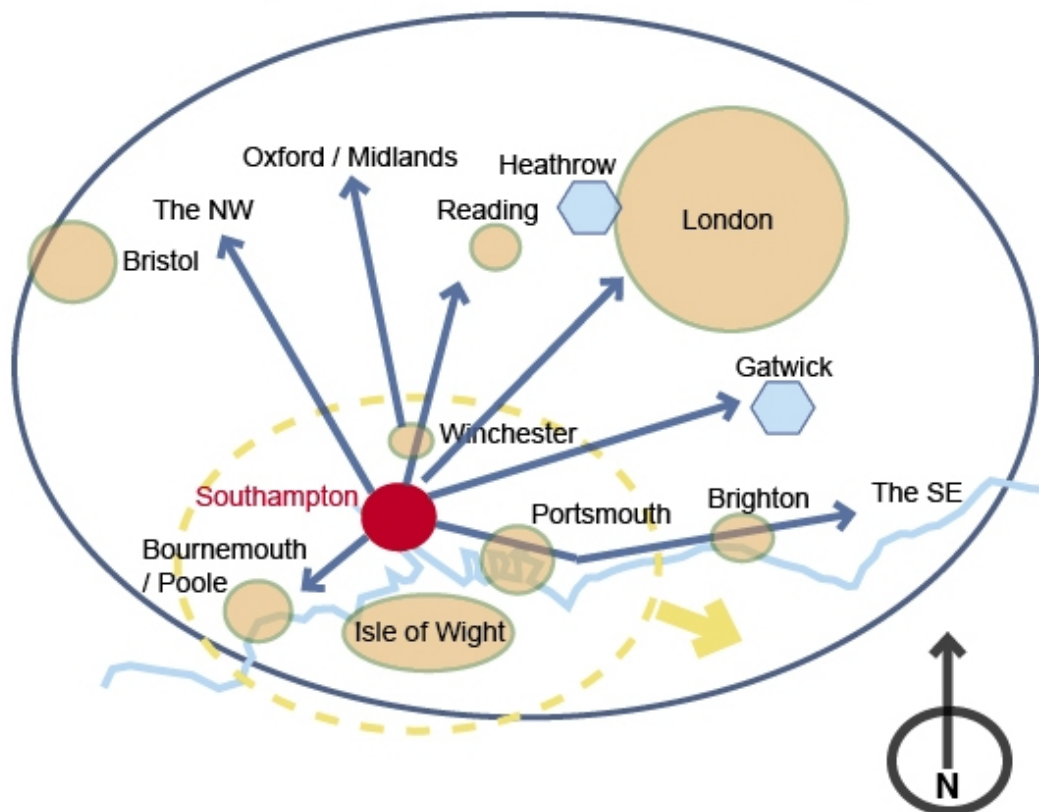 Oxford / Midlands
Heathrow
The NW
Reading
London
Bristol
Gatwick
Winchester
Southampton
Portsmouth
Brighton
The SE
Bournemouth
/ Poole
Isle of Wight
N